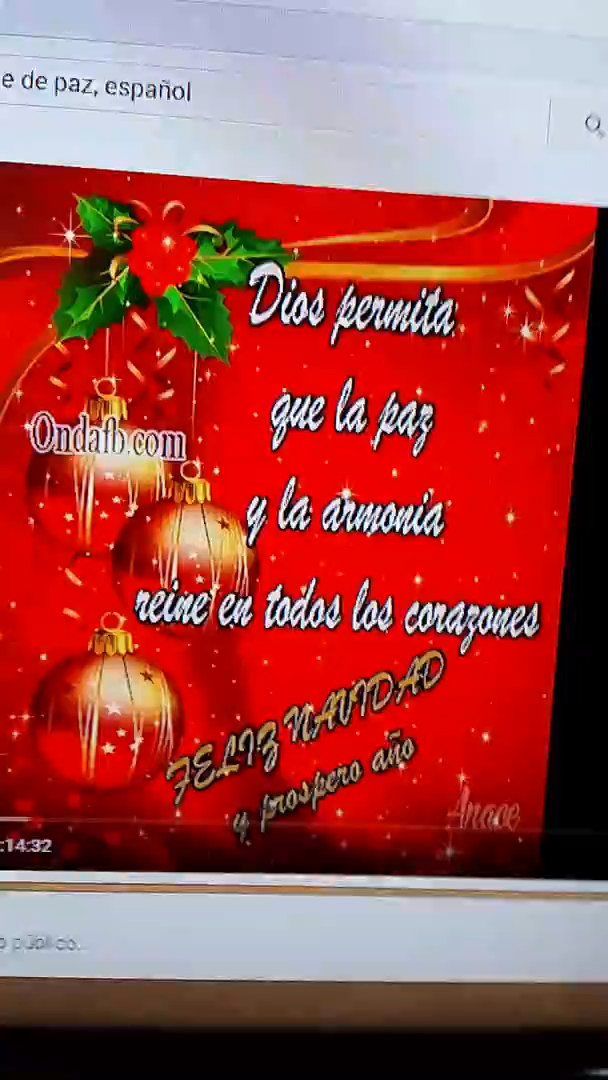 e de paz, español
Dios permita
que la paz
Ondafb.com
y la armonia
reine en todos los corazones
FELIZ NAVIDAD
y prospero año
Anace
:14:32
o público.